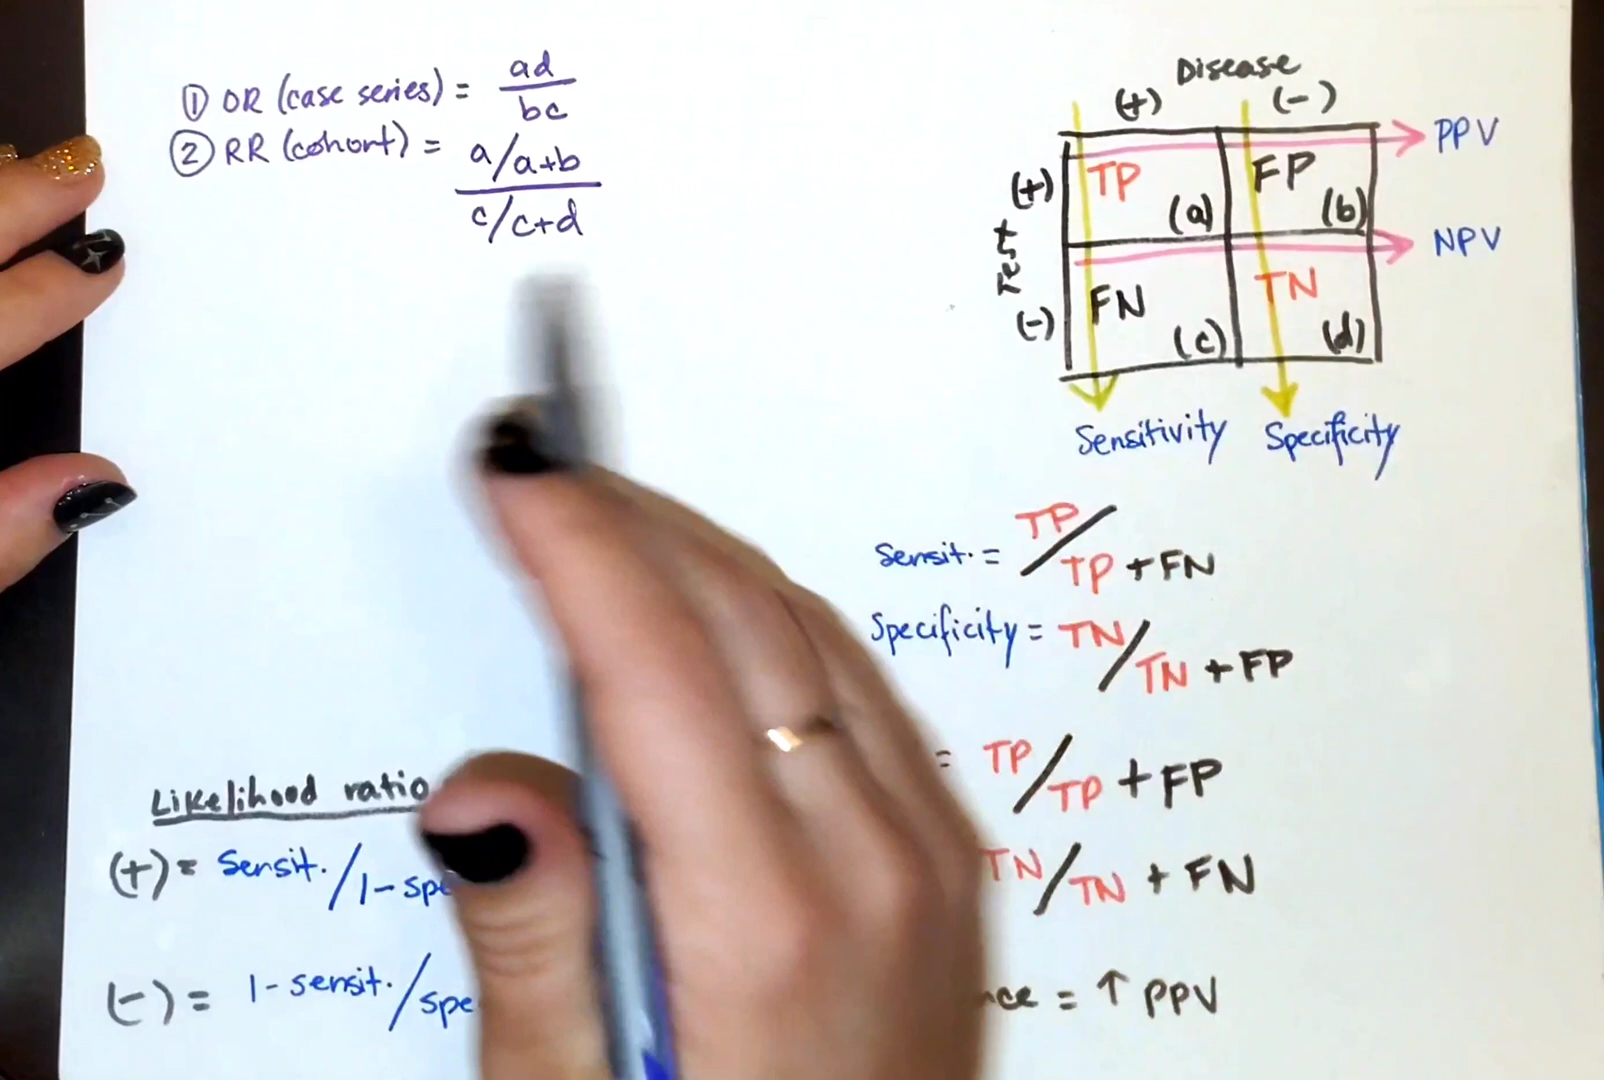 ① OR (case series) = ad / bc
② RR (cohort) = a/a+b / c/c+d
Disease
(+) (-)
Test
(+) TP (a) FP (b) PPV
(-) FN (c) TN (d) NPV
Sensitivity Specificity
Sensit. = TP/TP + FN
Specificity = TN/TN + FP
= TP/TP + FP
TN/TN + FN
= ↑ PPV
Likelihood ratio
(+) = Sensit./1-spe
(-) = 1-sensit./spe